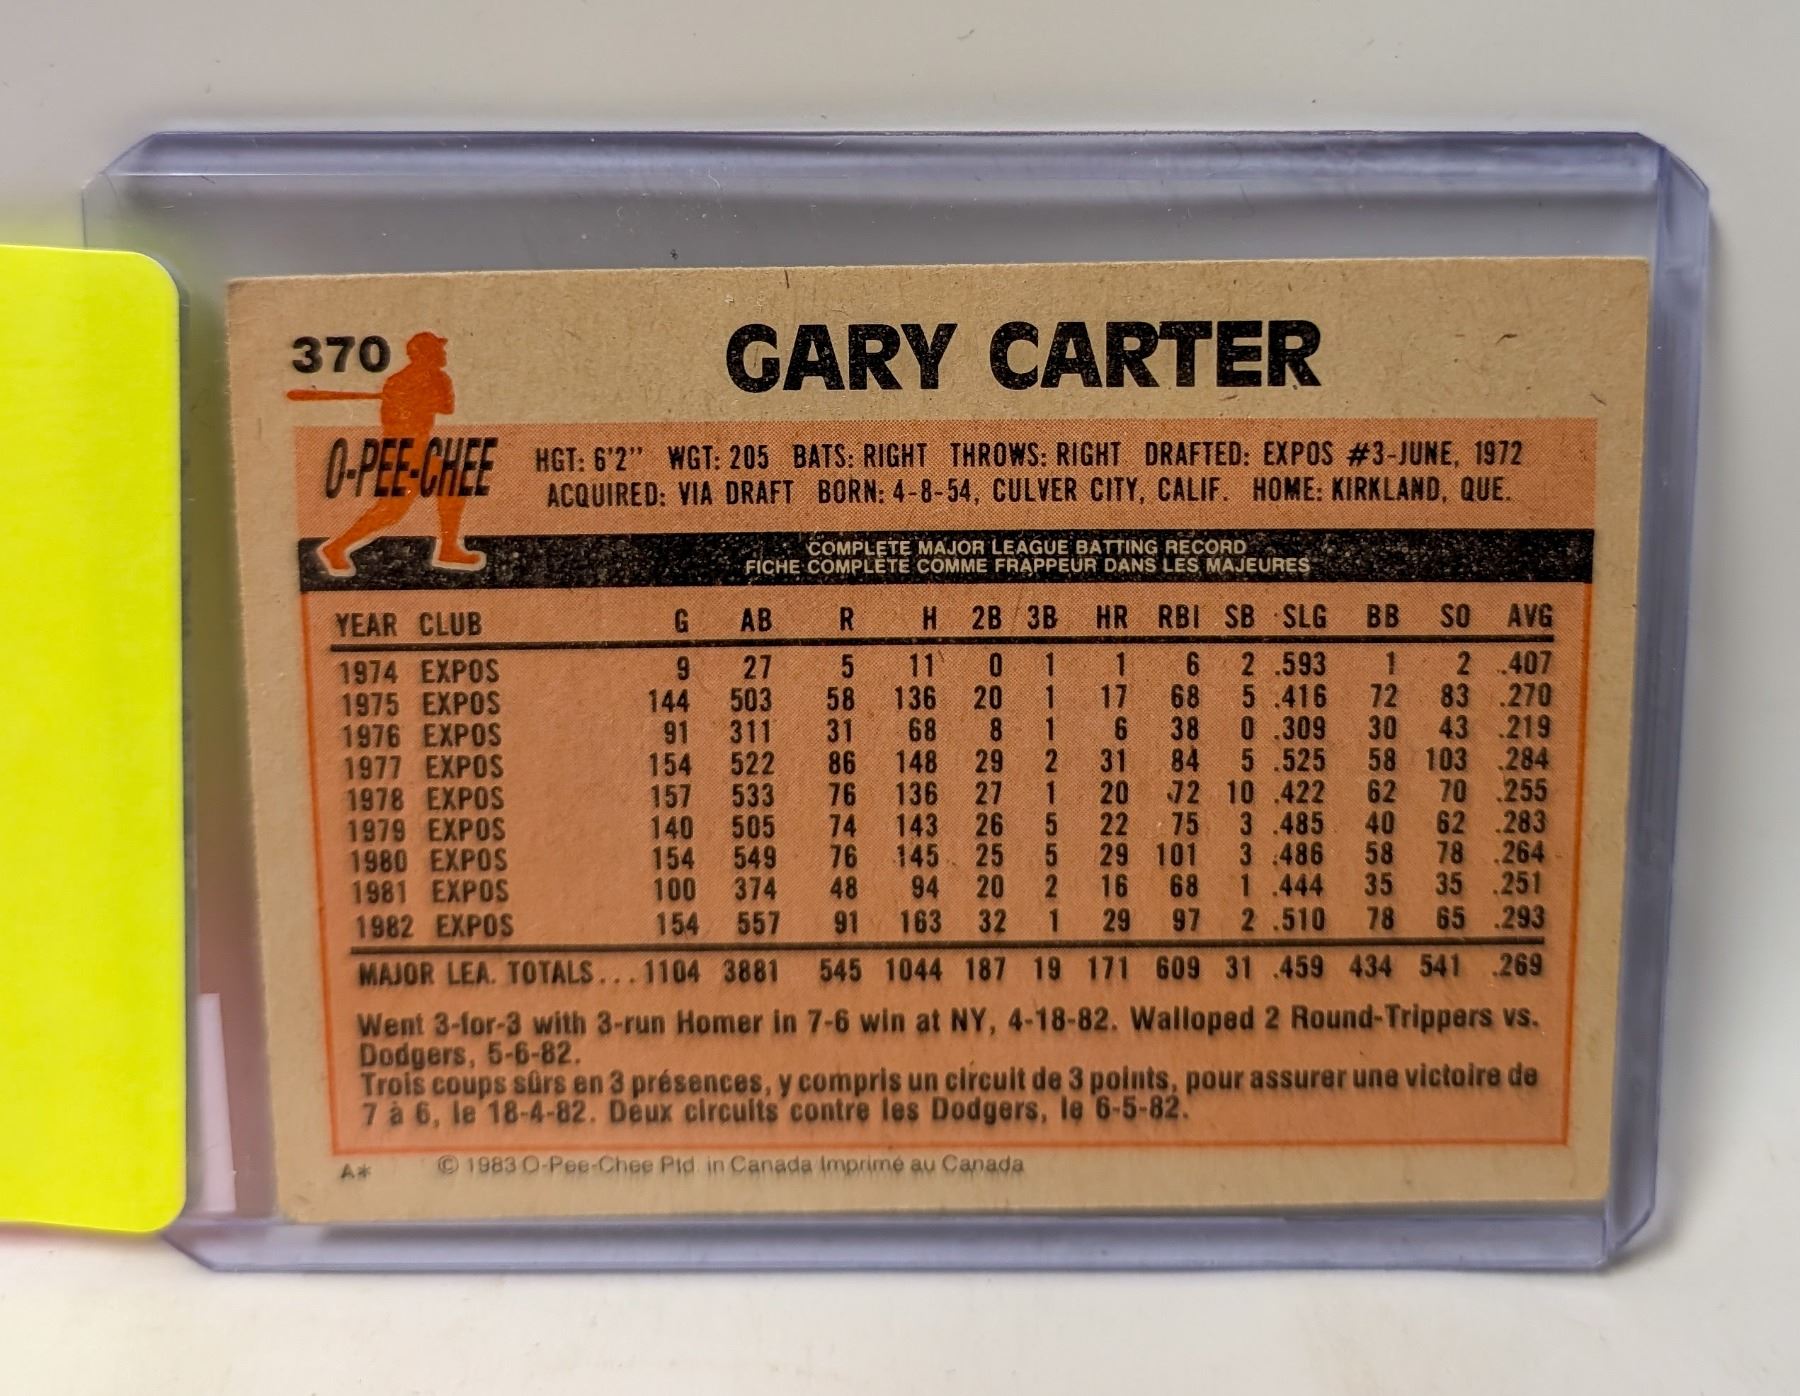 370
GARY CARTER
O-PEE-CHEE
HGT: 6'2" WGT: 205 BATS: RIGHT THROWS: RIGHT DRAFTED: EXPOS #3-JUNE, 1972
ACQUIRED: VIA DRAFT BORN: 4-8-54, CULVER CITY, CALIF. HOME: KIRKLAND, QUE.
COMPLETE MAJOR LEAGUE BATTING RECORD
FICHE COMPLÈTE COMME FRAPPEUR DANS LES MAJEURES
YEAR CLUB G AB R H 2B 3B HR RBI SB SLG BB SO AVG
1974 EXPOS 9 27 5 11 0 1 1 6 2 .593 1 2 .407
1975 EXPOS 144 503 58 136 20 1 17 68 5 .416 72 83 .270
1976 EXPOS 91 311 31 68 8 1 6 38 0 .309 30 43 .219
1977 EXPOS 154 522 86 148 29 2 31 84 5 .525 58 103 .284
1978 EXPOS 157 533 76 136 27 1 20 72 10 .422 62 70 .255
1979 EXPOS 140 505 74 143 26 5 22 75 3 .485 40 62 .283
1980 EXPOS 154 549 76 145 25 5 29 101 3 .486 58 78 .264
1981 EXPOS 100 374 48 94 20 2 16 68 1 .444 35 35 .251
1982 EXPOS 154 557 91 163 32 1 29 97 2 .510 78 65 .293
MAJOR LEA. TOTALS...1104 3881 545 1044 187 19 171 609 31 .459 434 541 .269
Went 3-for-3 with 3-run Homer in 7-6 win at NY, 4-18-82. Walloped 2 Round-Trippers vs.
Dodgers, 5-6-82.
Trois coups sûrs en 3 présences, y compris un circuit de 3 points, pour assurer une victoire de
7 à 6, le 18-4-82. Deux circuits contre les Dodgers, le 6-5-82.
A* © 1983 O-Pee-Chee Ptd. in Canada Imprimé au Canada